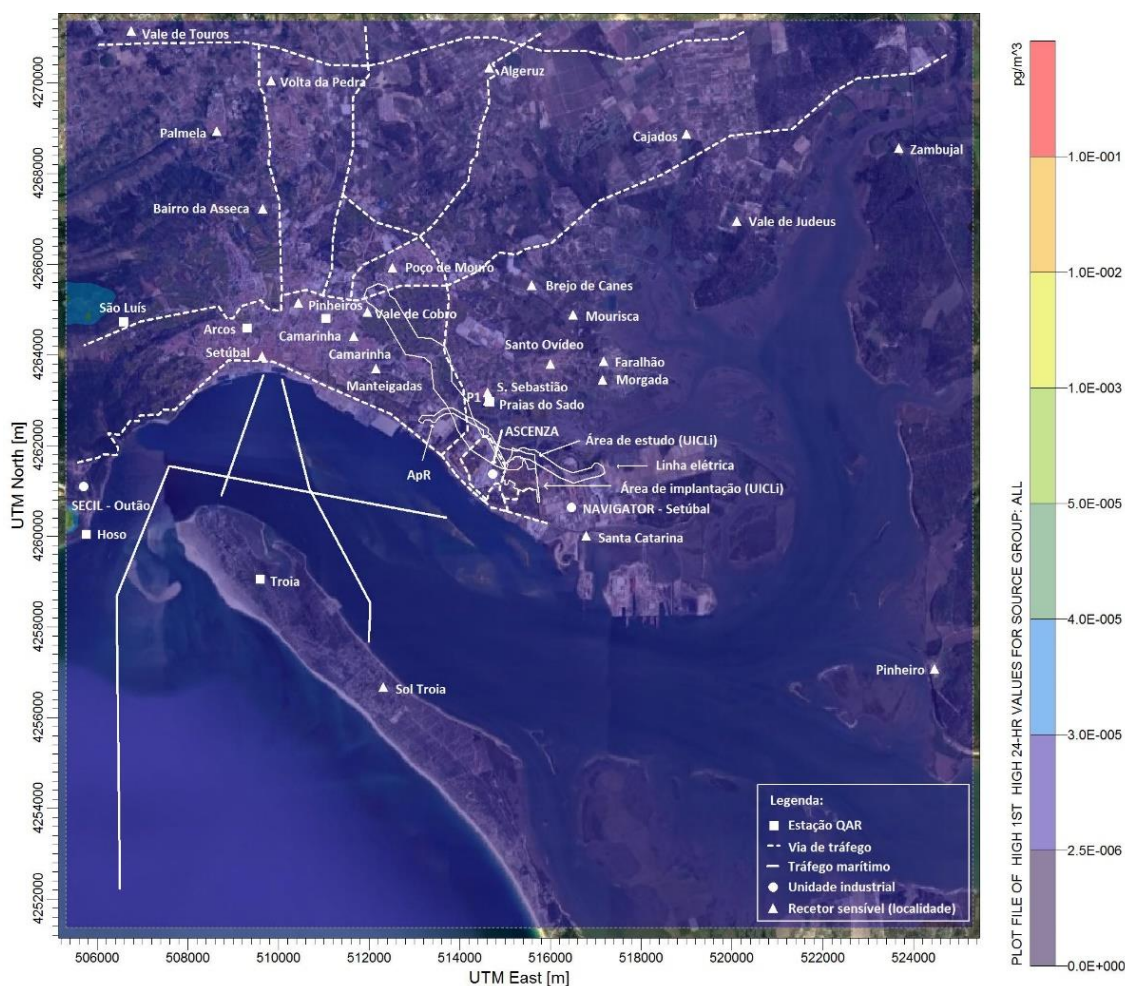 Vale de Touros
Volta da Pedra
Algeruz
Palmela
Cajados
Zambujal
Bairro da Asseca
Vale de Judeus
Poço de Mouro
Brejo de Canes
São Luís
Pinheiros
Vale de Cobro
Mourisca
Arcos
Camarinha
Santo Ovídeo
Setúbal
Camarinha
Faralhão
Manteigadas
S. Sebastião
Morgada
P1
Praias do Sado
ASCENZA
Área de estudo (UICLi)
ApR
Linha elétrica
SECIL - Outão
Área de implantação (UICLi)
NAVIGATOR - Setúbal
Hoso
Santa Catarina
Troia
Pinheiro
Sol Troia
Legenda:
Estação QAR
Via de tráfego
Tráfego marítimo
Unidade industrial
Recetor sensível (localidade)
UTM North [m]
4270000
4268000
4266000
4264000
4262000
4260000
4258000
4256000
4254000
4252000
506000 508000 510000 512000 514000 516000 518000 520000 522000 524000
UTM East [m]
PLOT FILE OF HIGH 1ST HIGH 24-HR VALUES FOR SOURCE GROUP: ALL
pg/m^3
1.0E-001
1.0E-002
1.0E-003
5.0E-005
4.0E-005
3.0E-005
2.5E-006
0.0E+000